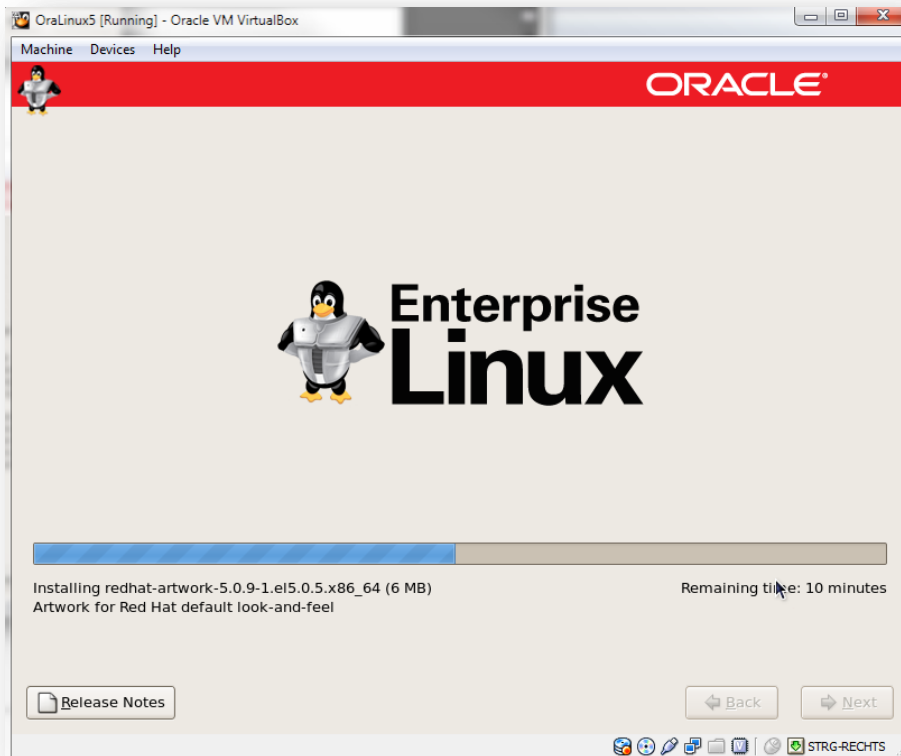 OraLinux5 [Running] - Oracle VM VirtualBox
Machine Devices Help
ORACLE®
Enterprise
Linux
Installing redhat-artwork-5.0.9-1.el5.0.5.x86_64 (6 MB)
Remaining time: 10 minutes
Artwork for Red Hat default look-and-feel
Release Notes
Back
Next
STRG-RECHTS